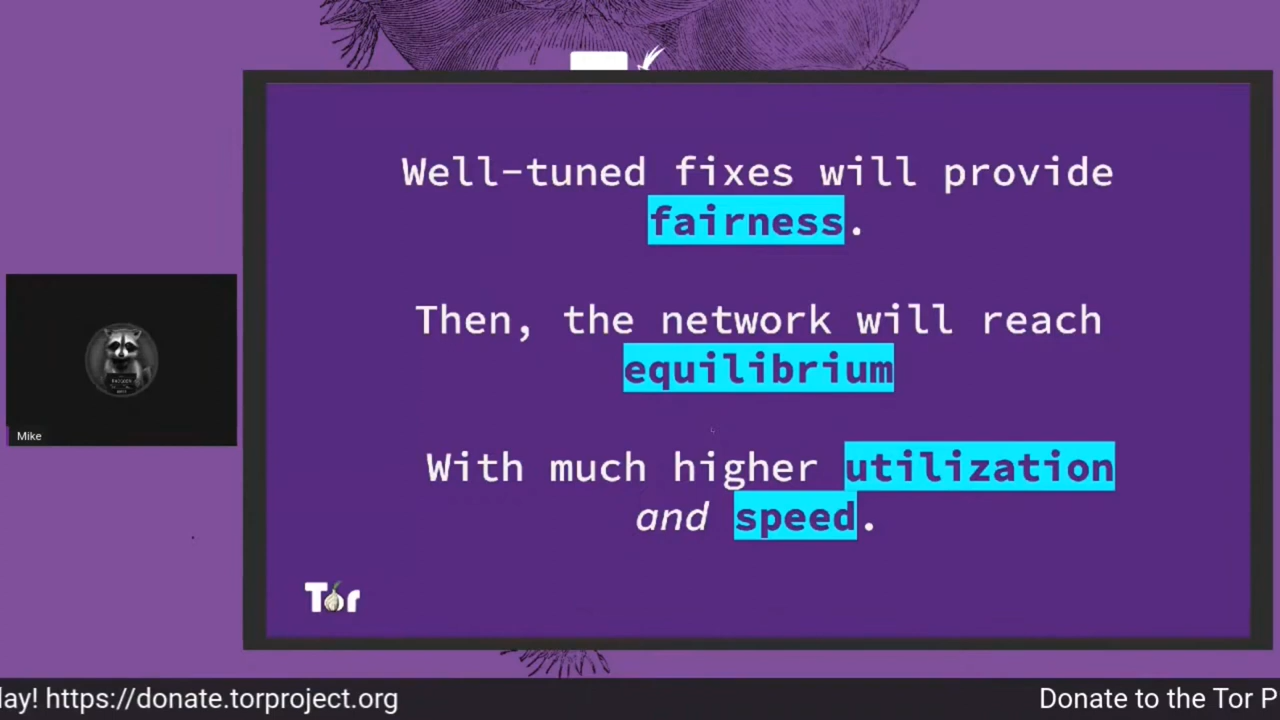 Well-tuned fixes will provide
fairness.
Then, the network will reach
equilibrium
With much higher utilization
and speed.
Tor
Mike
lay! https://donate.torproject.org
Donate to the Tor P